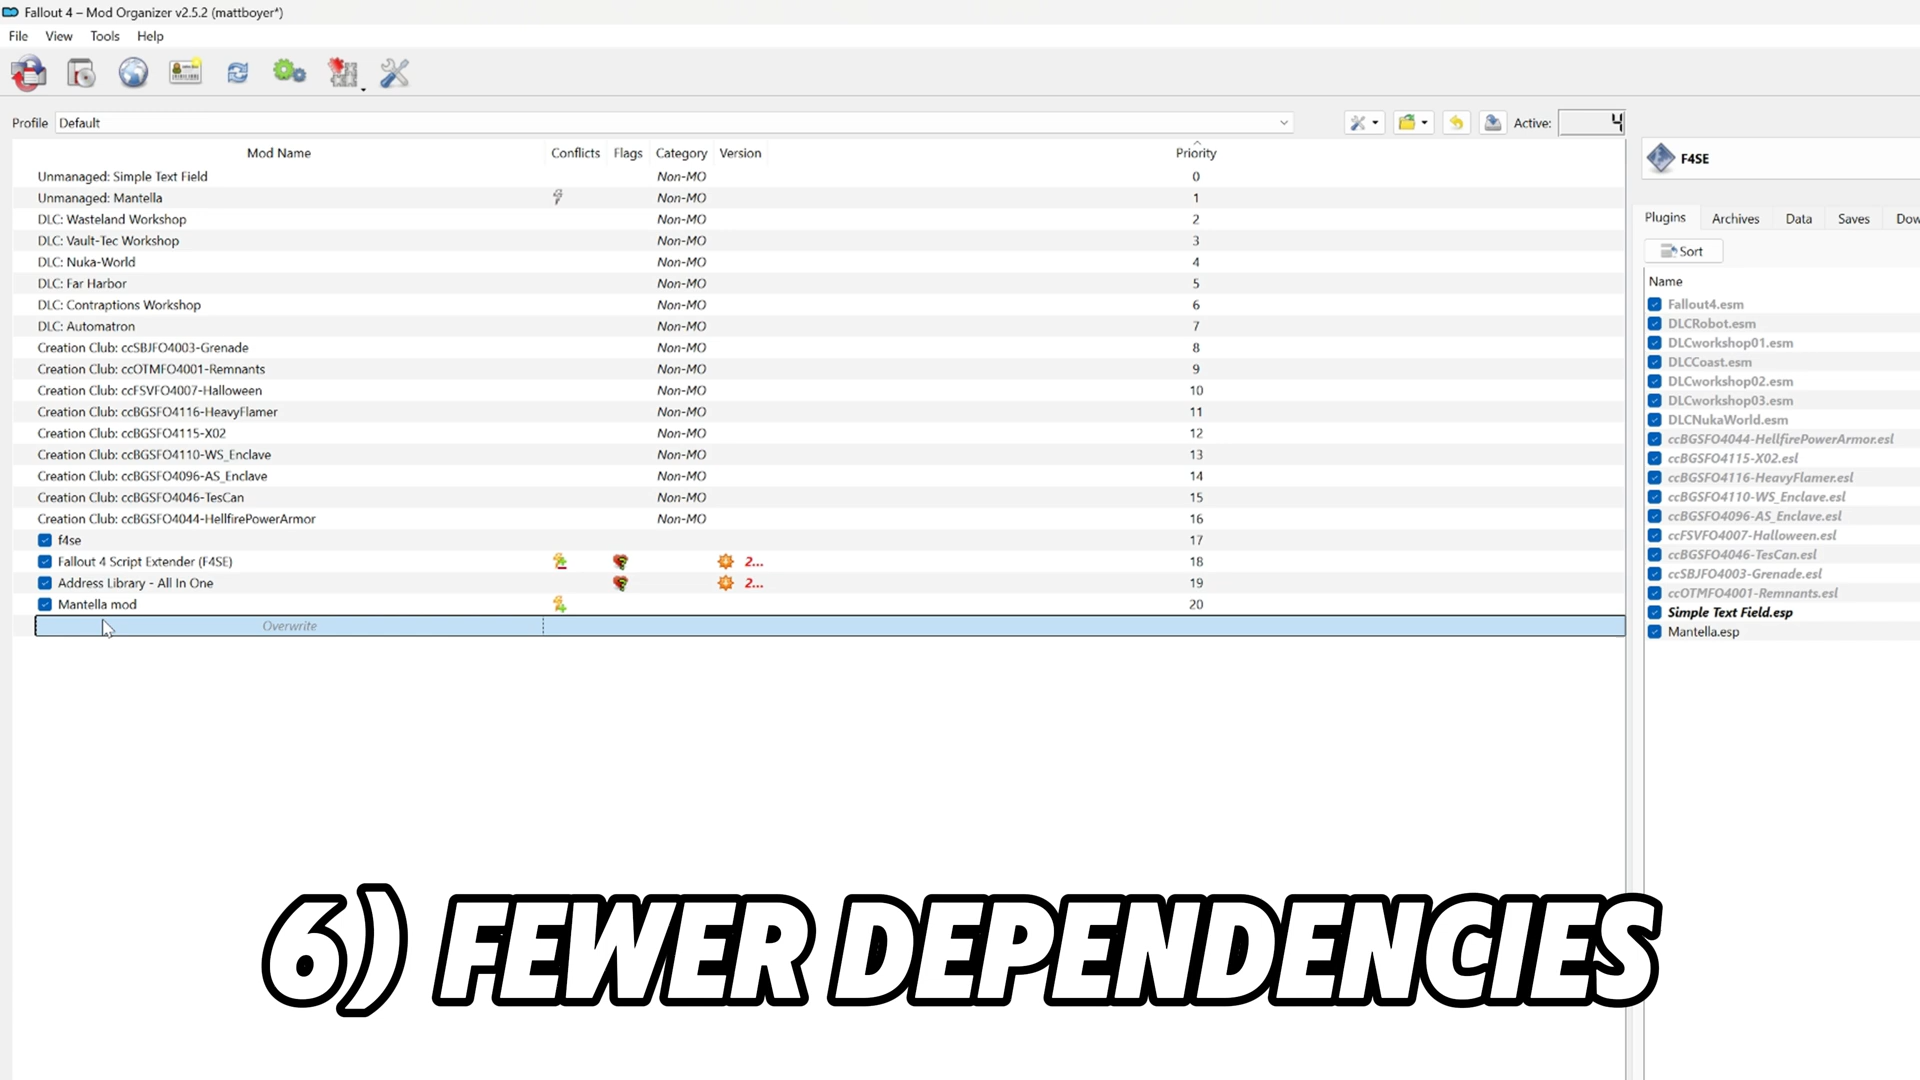 Fallout 4 – Mod Organizer v2.5.2 (mattboyer*)
File View Tools Help
Profile Default Active: 4
Mod Name Conflicts Flags Category Version Priority
Unmanaged: Simple Text Field Non-MO 0
Unmanaged: Mantella Non-MO 1
DLC: Wasteland Workshop Non-MO 2
DLC: Vault-Tec Workshop Non-MO 3
DLC: Nuka-World Non-MO 4
DLC: Far Harbor Non-MO 5
DLC: Contraptions Workshop Non-MO 6
DLC: Automatron Non-MO 7
Creation Club: ccSBJFO4003-Grenade Non-MO 8
Creation Club: ccOTMFO4001-Remnants Non-MO 9
Creation Club: ccFSVFO4007-Halloween Non-MO 10
Creation Club: ccBGSFO4116-HeavyFlamer Non-MO 11
Creation Club: ccBGSFO4115-X02 Non-MO 12
Creation Club: ccBGSFO4110-WS_Enclave Non-MO 13
Creation Club: ccBGSFO4096-AS_Enclave Non-MO 14
Creation Club: ccBGSFO4046-TesCan Non-MO 15
Creation Club: ccBGSFO4044-HellfirePowerArmor Non-MO 16
f4se 17
Fallout 4 Script Extender (F4SE) 2... 18
Address Library - All In One 2... 19
Mantella mod 20
Overwrite
F4SE
Plugins Archives Data Saves Dow
Sort
Name
Fallout4.esm
DLCRobot.esm
DLCworkshop01.esm
DLCCoast.esm
DLCworkshop02.esm
DLCworkshop03.esm
DLCNukaWorld.esm
ccBGSFO4044-HellfirePowerArmor.esl
ccBGSFO4115-X02.esl
ccBGSFO4116-HeavyFlamer.esl
ccBGSFO4110-WS_Enclave.esl
ccBGSFO4096-AS_Enclave.esl
ccFSVFO4007-Halloween.esl
ccBGSFO4046-TesCan.esl
ccSBJFO4003-Grenade.esl
ccOTMFO4001-Remnants.esl
Simple Text Field.esp
Mantella.esp
6) FEWER DEPENDENCIES